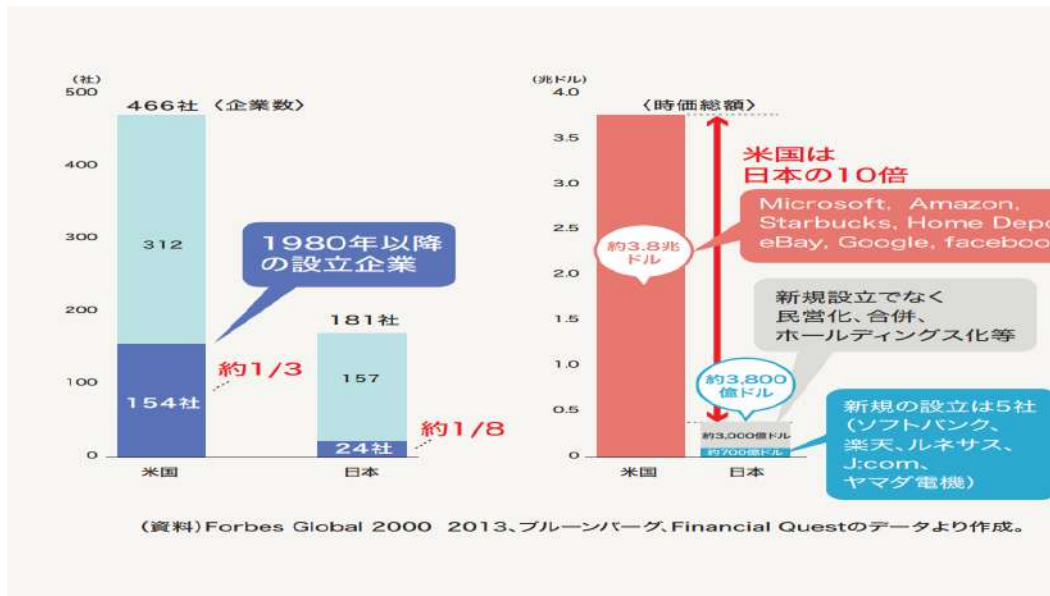 (社)
500
466社 〈企業数〉
400
300
312
1980年以降
の設立企業
200
181社
100
157
約1/3
154社
約1/8
24社
0
米国
日本
(兆ドル)
4.0
〈時価総額〉
3.5
米国は
日本の10倍
3.0
Microsoft, Amazon,
Starbucks, Home
eBay, Google,
2.5
約3.8兆
ドル
2.0
新規設立でなく
民営化、合併、
ホールディングス化等
1.5
1.0
約3,800
億ドル
0.5
新規の設立は5社
(ソフトバンク、
楽天、ルネサス、
J:com、
ヤマダ電機)
約3,000億ドル
約700億ドル
0
米国
日本
(資料)Forbes Global 2000 2013、ブルーンバーグ、Financial Questのデータより作成。